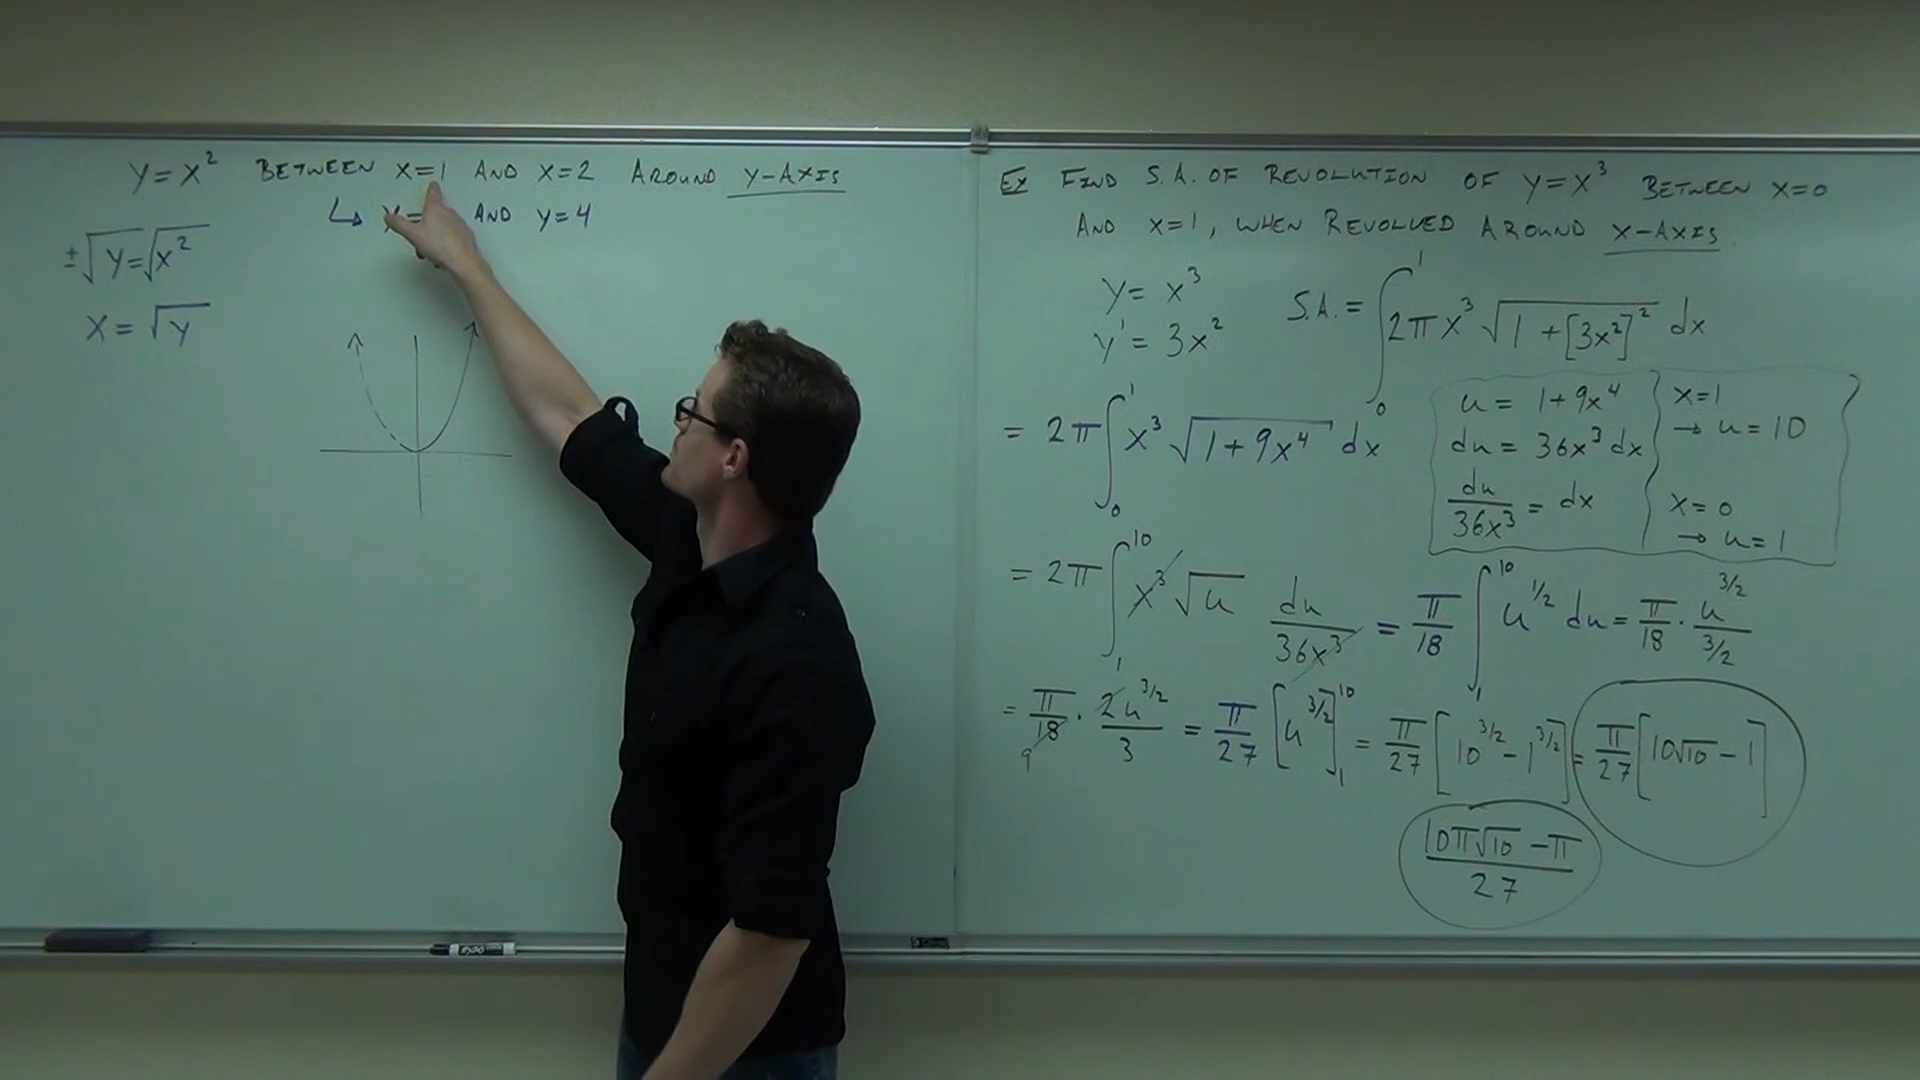 Y=X² BETWEEN X=1 AND X=2 AROUND Y-AXIS
↳ Y= AND Y=4
±√Y=√X²
X=√Y
EX FIND S.A. OF REVOLUTION OF Y=X³ BETWEEN X=0
AND X=1, WHEN REVOLVED AROUND X-AXIS
Y=X³
Y'=3X²
S.A.=∫₀¹ 2πX³√(1+[3X²]²) dx
=2π∫₀¹ X³√(1+9X⁴) dx
u=1+9X⁴
du=36X³dx
du/36X³=dx
X=1
→ u=10
X=0
→ u=1
=2π∫₁¹⁰ X³√u du/36X³ = π/18 ∫₁¹⁰ u^1/2 du = π/18 · u^3/2 / 3/2
= π/18 9 · 2u^3/2 / 3 = π/27 [u^3/2]₁¹⁰ = π/27 [10^3/2 - 1^3/2] = π/27 [10√10 - 1]
10π√10 - π / 27